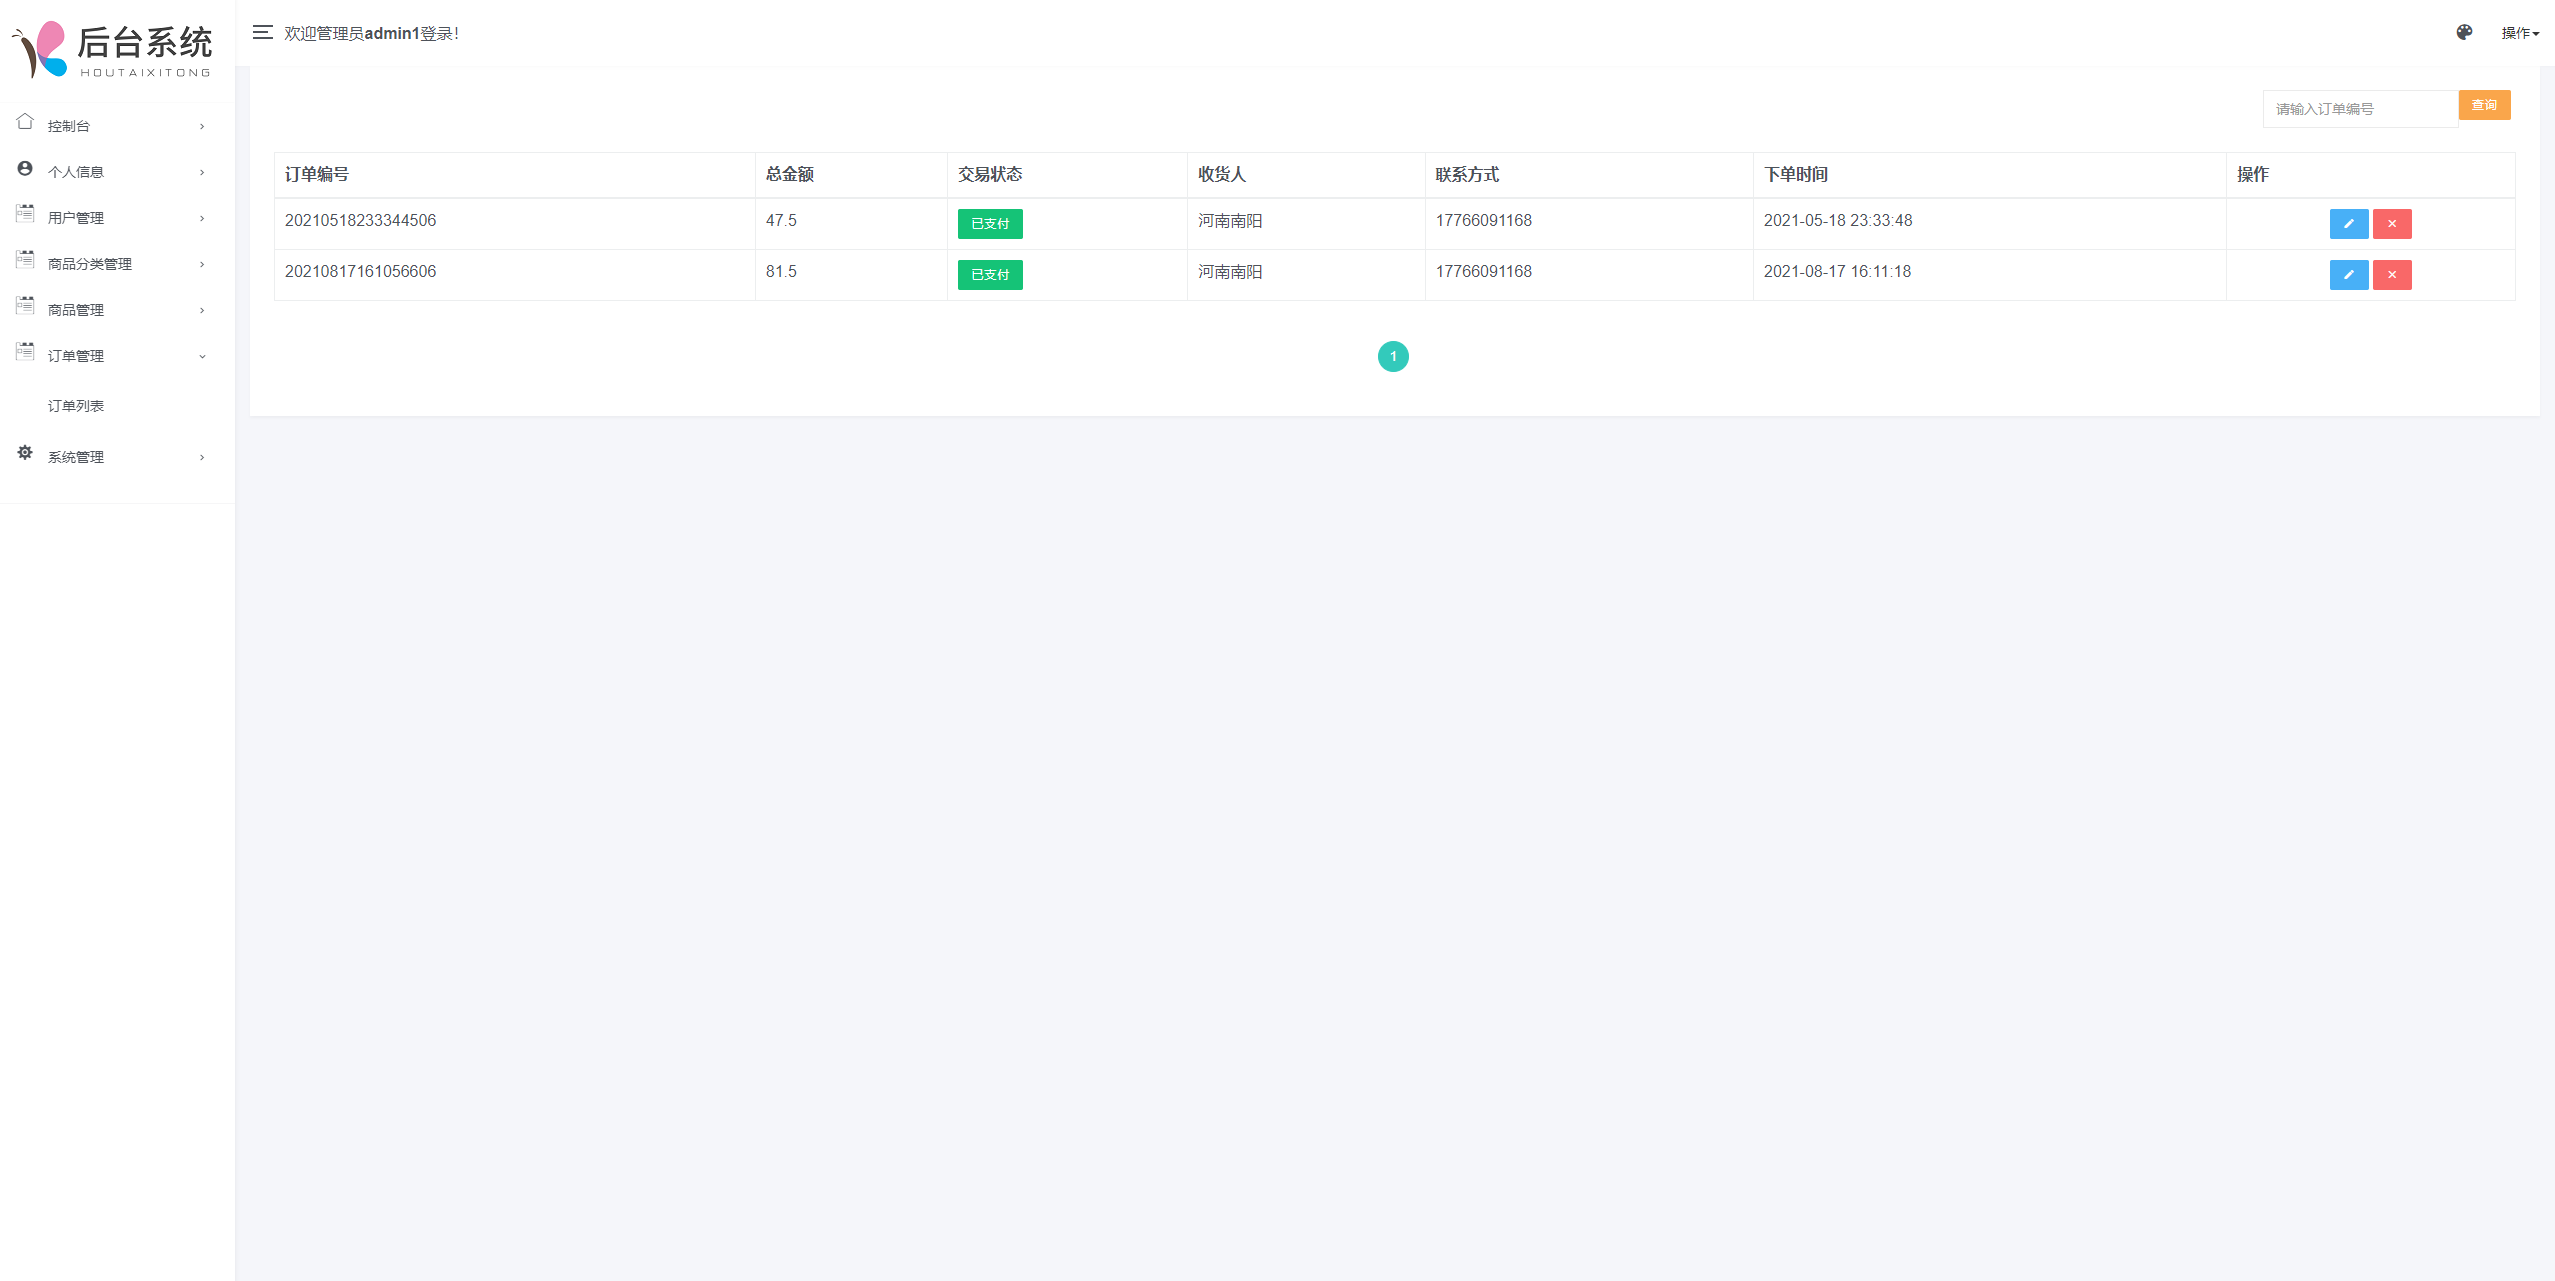 后台系统
HOUTAIXITONG
欢迎管理员admin1登录！
操作
控制台
个人信息
用户管理
商品分类管理
商品管理
订单管理
订单列表
系统管理
请输入订单编号 查询
订单编号 总金额 交易状态 收货人 联系方式 下单时间 操作
20210518233344506 47.5 已支付 河南南阳 17766091168 2021-05-18 23:33:48
20210817161056606 81.5 已支付 河南南阳 17766091168 2021-08-17 16:11:18
1